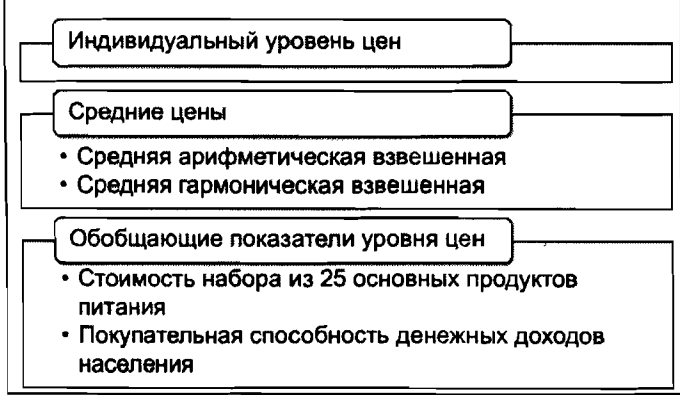 Индивидуальный уровень цен
Средние цены
• Средняя арифметическая взвешенная
• Средняя гармоническая взвешенная
Обобщающие показатели уровня цен
• Стоимость набора из 25 основных продуктов
питания
• Покупательная способность денежных доходов
населения